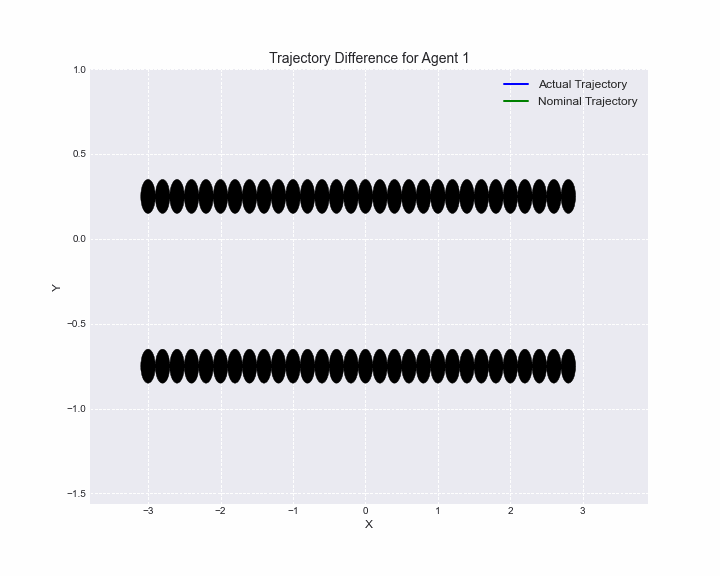 Trajectory Difference for Agent 1
Actual Trajectory
Nominal Trajectory
1.0
0.5
0.0
−0.5
−1.0
−1.5
Y
−3 −2 −1 0 1 2 3
X